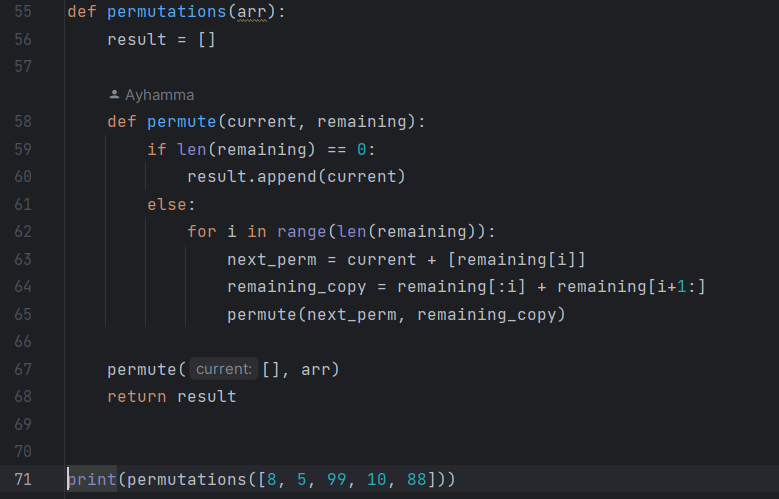 55 def permutations(arr):
56     result = []
57
Ayhamma
58     def permute(current, remaining):
59         if len(remaining) == 0:
60             result.append(current)
61         else:
62             for i in range(len(remaining)):
63                 next_perm = current + [remaining[i]]
64                 remaining_copy = remaining[:i] + remaining[i+1:]
65                 permute(next_perm, remaining_copy)
66
67     permute( current: [], arr)
68     return result
69
70
71 print(permutations([8, 5, 99, 10, 88]))